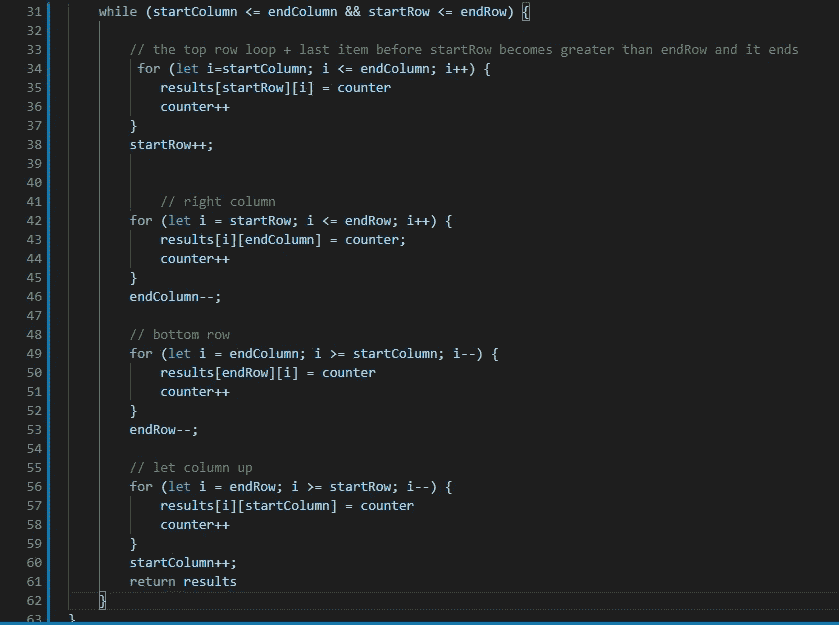 31 while (startColumn <= endColumn && startRow <= endRow) {
32
33 // the top row loop + last item before startRow becomes greater than endRow and it ends
34 for (let i=startColumn; i <= endColumn; i++) {
35 results[startRow][i] = counter
36 counter++
37 }
38 startRow++;
39
40
41 // right column
42 for (let i = startRow; i <= endRow; i++) {
43 results[i][endColumn] = counter;
44 counter++
45 }
46 endColumn--;
47
48 // bottom row
49 for (let i = endColumn; i >= startColumn; i--) {
50 results[endRow][i] = counter
51 counter++
52 }
53 endRow--;
54
55 // let column up
56 for (let i = endRow; i >= startRow; i--) {
57 results[i][startColumn] = counter
58 counter++
59 }
60 startColumn++;
61 return results
62 }
63 }